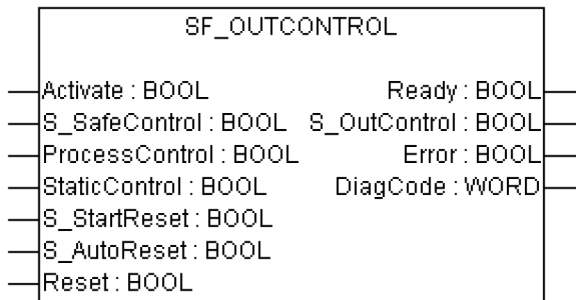 SF_OUTCONTROL
Activate : BOOL Ready : BOOL
S_SafeControl : BOOL S_OutControl : BOOL
ProcessControl : BOOL Error : BOOL
StaticControl : BOOL DiagCode : WORD
S_StartReset : BOOL
S_AutoReset : BOOL
Reset : BOOL